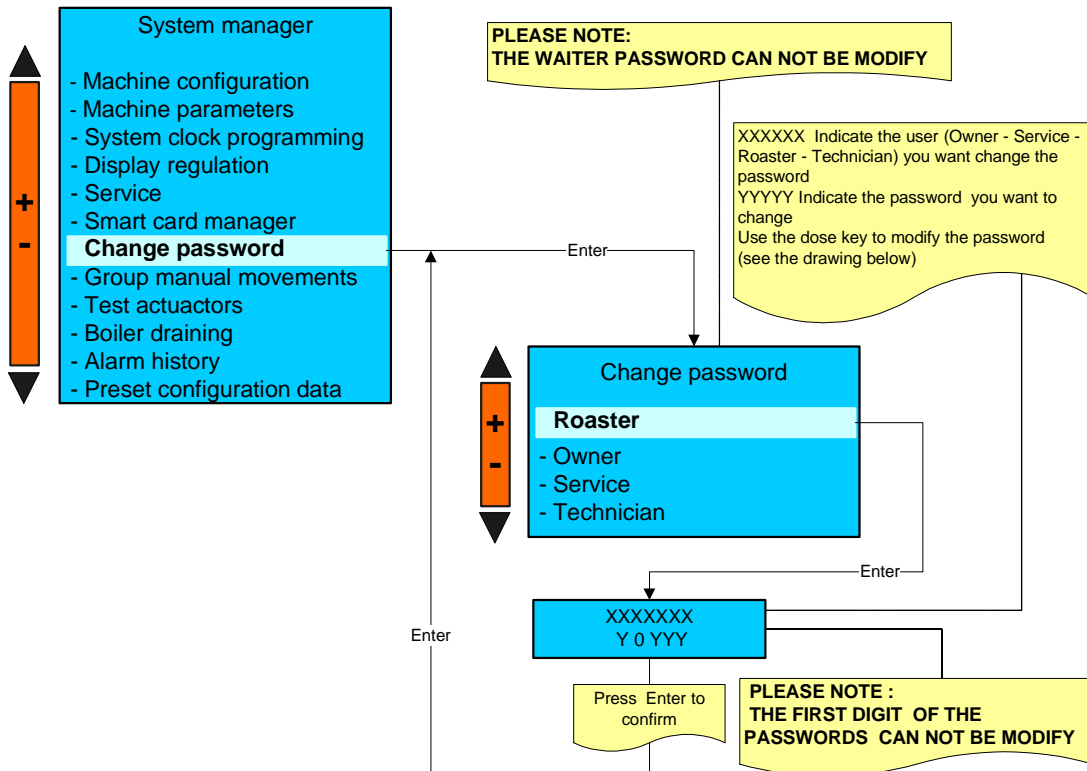 System manager
- Machine configuration
- Machine parameters
- System clock programming
- Display regulation
- Service
- Smart card manager
Change password
- Group manual movements
- Test actuactors
- Boiler draining
- Alarm history
- Preset configuration data
+
-
PLEASE NOTE:
THE WAITER PASSWORD CAN NOT BE MODIFY
XXXXXX Indicate the user (Owner - Service -
Roaster - Technician) you want change the
password
YYYYY Indicate the password you want to
change
Use the dose key to modify the password
(see the drawing below)
Enter
Change password
Roaster
- Owner
- Service
- Technician
+
-
Enter
XXXXXXX
Y 0 YYY
Enter
Press Enter to
confirm
PLEASE NOTE :
THE FIRST DIGIT OF THE
PASSWORDS CAN NOT BE MODIFY